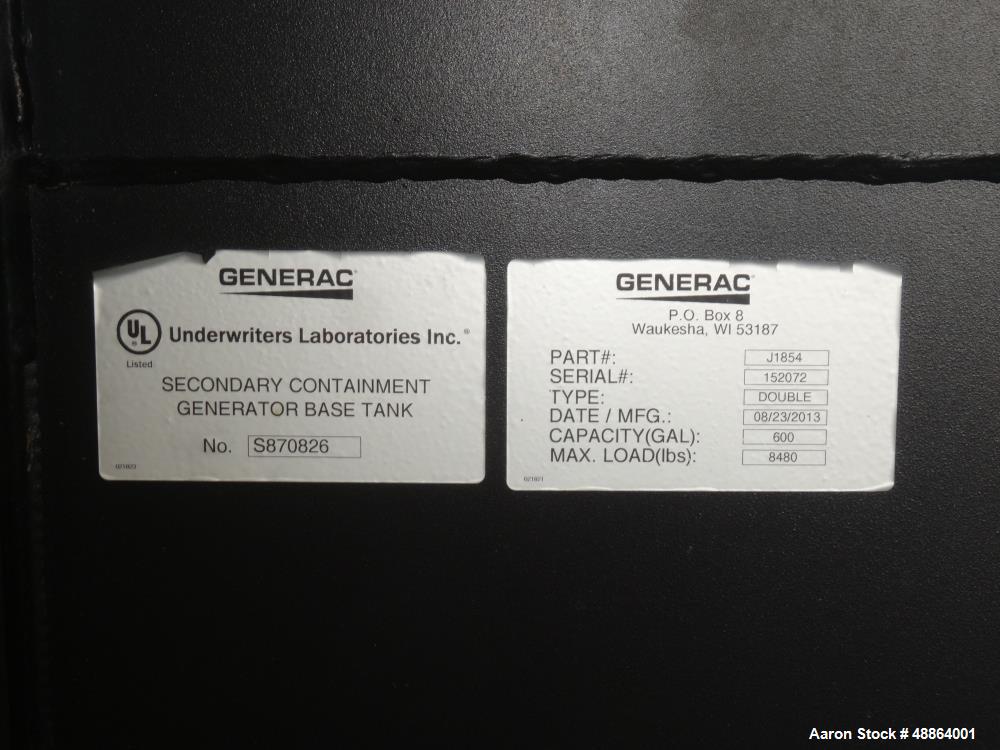 GENERAC
UL
Listed
Underwriters Laboratories Inc.®
SECONDARY CONTAINMENT
GENERATOR BASE TANK
No. S870826
GENERAC
P.O. Box 8
Waukesha, WI 53187
PART#: J1854
SERIAL#: 152072
TYPE: DOUBLE
DATE / MFG.: 08/23/2013
CAPACITY(GAL): 600
MAX. LOAD(lbs): 8480
Aaron Stock # 48864001